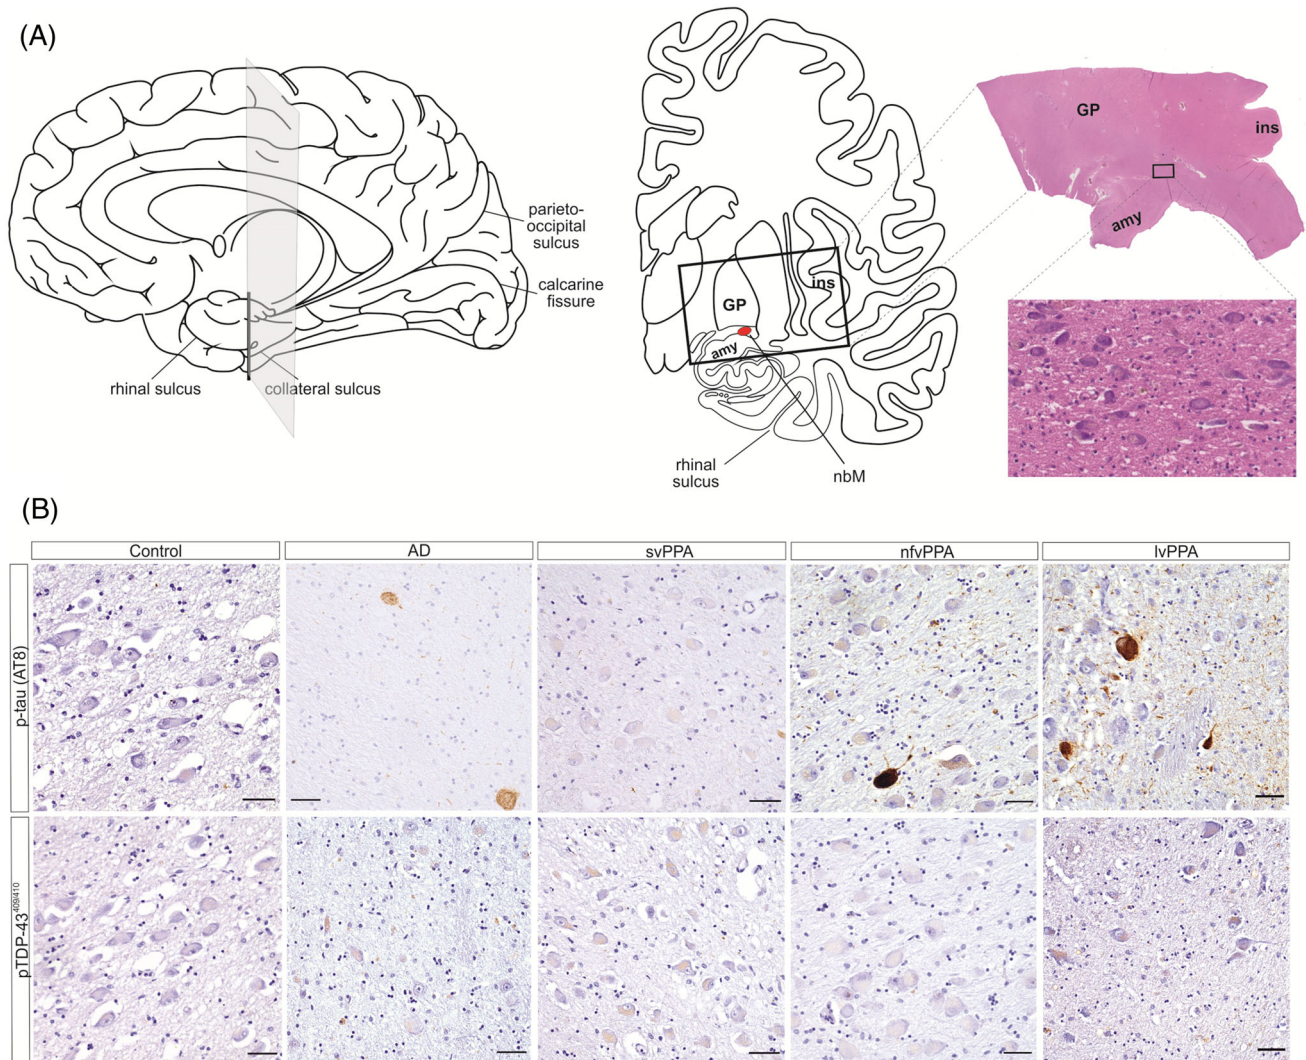 (A)
parieto-
occipital
sulcus
calcarine
fissure
rhinal sulcus
collateral sulcus
GP
ins
amy
rhinal
sulcus
nbM
GP
ins
amy
(B)
Control
AD
svPPA
nfvPPA
lvPPA
p-tau (AT8)
pTDP-43409/410